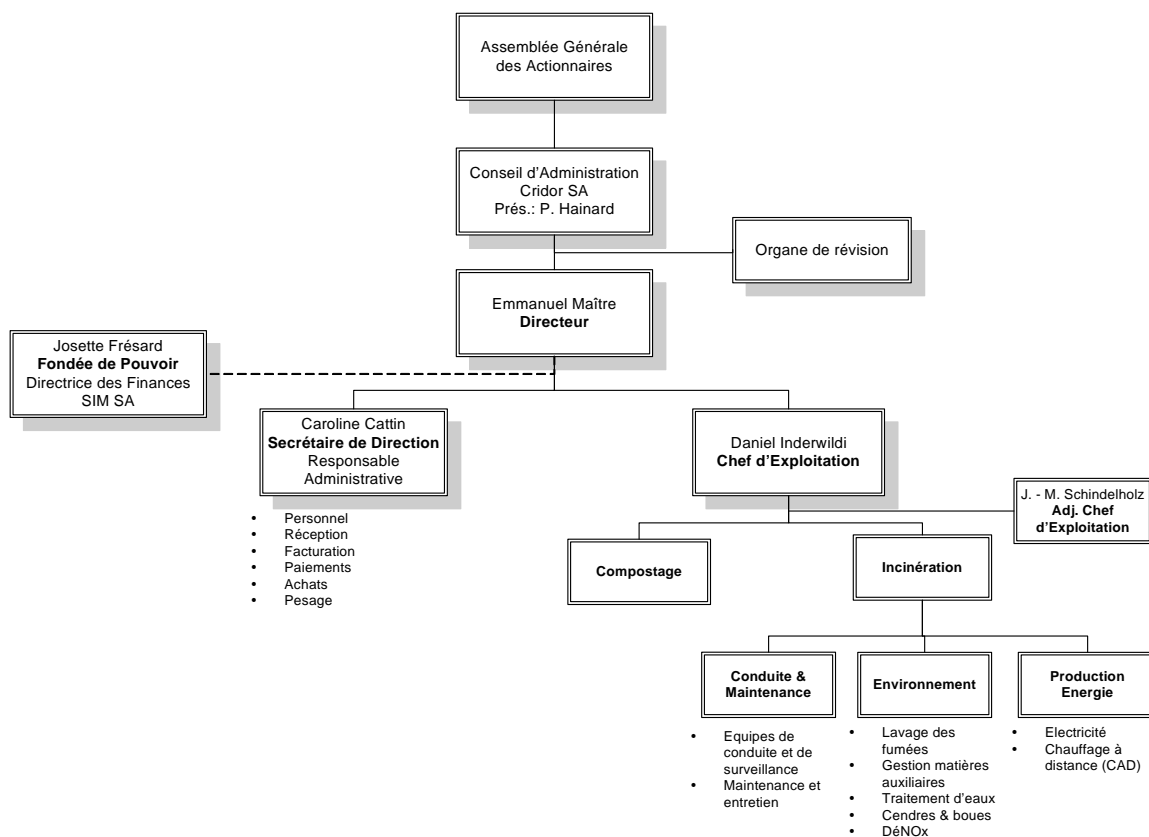 Assemblée Générale
des Actionnaires
Conseil d'Administration
Cridor SA
Prés.: P. Hainard
Organe de révision
Emmanuel Maître
Directeur
Josette Frésard
Fondée de Pouvoir
Directrice des Finances
SIM SA
Caroline Cattin
Secrétaire de Direction
Responsable
Administrative
Daniel Inderwildi
Chef d'Exploitation
J. - M. Schindelholz
Adj. Chef
d'Exploitation
• Personnel
• Réception
• Facturation
• Paiements
• Achats
• Pesage
Compostage
Incinération
Conduite &
Maintenance
Environnement
Production
Energie
• Equipes de
conduite et de
surveillance
• Maintenance et
entretien
• Lavage des
fumées
• Gestion matières
auxiliaires
• Traitement d'eaux
• Cendres & boues
• DéNOx
• Electricité
• Chauffage à
distance (CAD)